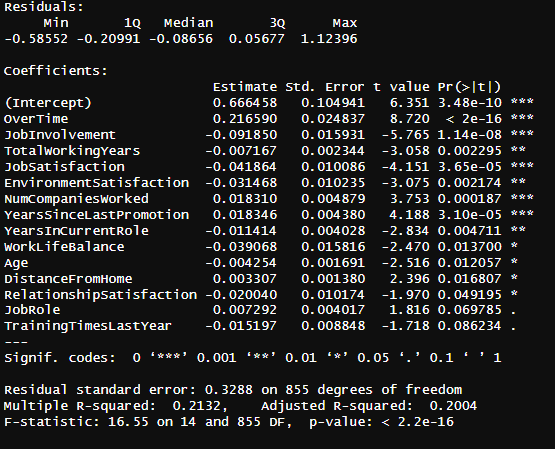 Residuals:
Min 1Q Median 3Q Max
-0.58552 -0.20991 -0.08656 0.05677 1.12396
Coefficients:
Estimate Std. Error t value Pr(>|t|)
(Intercept) 0.666458 0.104941 6.351 3.48e-10 ***
OverTime 0.216590 0.024837 8.720 < 2e-16 ***
JobInvolvement -0.091850 0.015931 -5.765 1.14e-08 ***
TotalWorkingYears -0.007167 0.002344 -3.058 0.002295 **
JobSatisfaction -0.041864 0.010086 -4.151 3.65e-05 ***
EnvironmentSatisfaction -0.031468 0.010235 -3.075 0.002174 **
NumCompaniesWorked 0.018310 0.004879 3.753 0.000187 ***
YearsSinceLastPromotion 0.018346 0.004380 4.188 3.10e-05 ***
YearsInCurrentRole -0.011414 0.004028 -2.834 0.004711 **
WorkLifeBalance -0.039068 0.015816 -2.470 0.013700 *
Age -0.004254 0.001691 -2.516 0.012057 *
DistanceFromHome 0.003307 0.001380 2.396 0.016807 *
RelationshipSatisfaction -0.020040 0.010174 -1.970 0.049195 *
JobRole 0.007292 0.004017 1.816 0.069785 .
TrainingTimesLastYear -0.015197 0.008848 -1.718 0.086234 .
---
Signif. codes: 0 ‘***’ 0.001 ‘**’ 0.01 ‘*’ 0.05 ‘.’ 0.1 ‘ ’ 1
Residual standard error: 0.3288 on 855 degrees of freedom
Multiple R-squared: 0.2132, Adjusted R-squared: 0.2004
F-statistic: 16.55 on 14 and 855 DF, p-value: < 2.2e-16